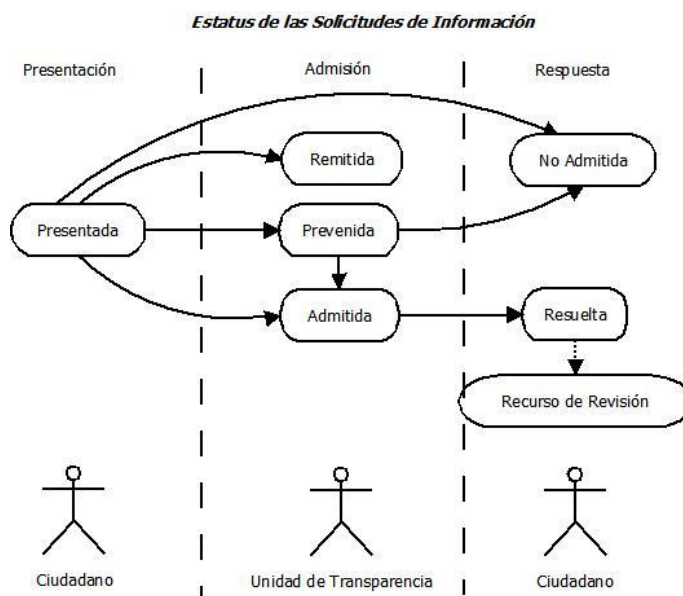 Estatus de las Solicitudes de Información
Presentación
Admisión
Respuesta
Remitida
No Admitida
Presentada
Prevenida
Admitida
Resuelta
Recurso de Revisión
Ciudadano
Unidad de Transparencia
Ciudadano